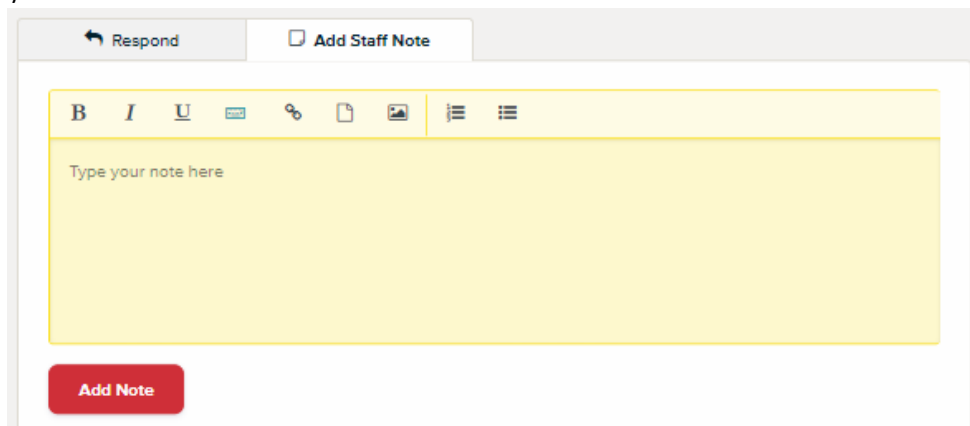 Respond
Add Staff Note
B I U
Type your note here
Add Note